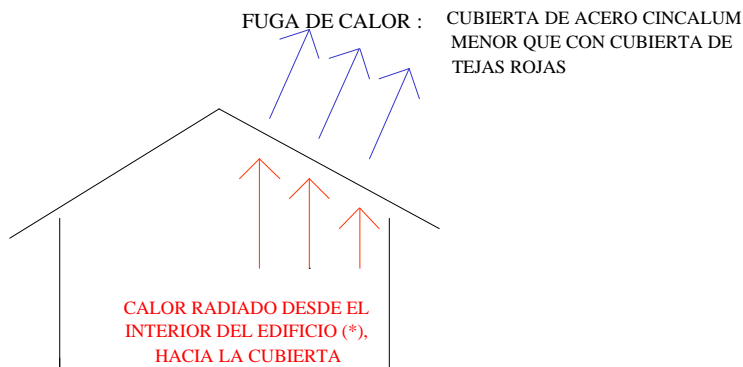 FUGA DE CALOR : CUBIERTA DE ACERO CINCALUM
MENOR QUE CON CUBIERTA DE
TEJAS ROJAS
CALOR RADIADO DESDE EL
INTERIOR DEL EDIFICIO (*),
HACIA LA CUBIERTA